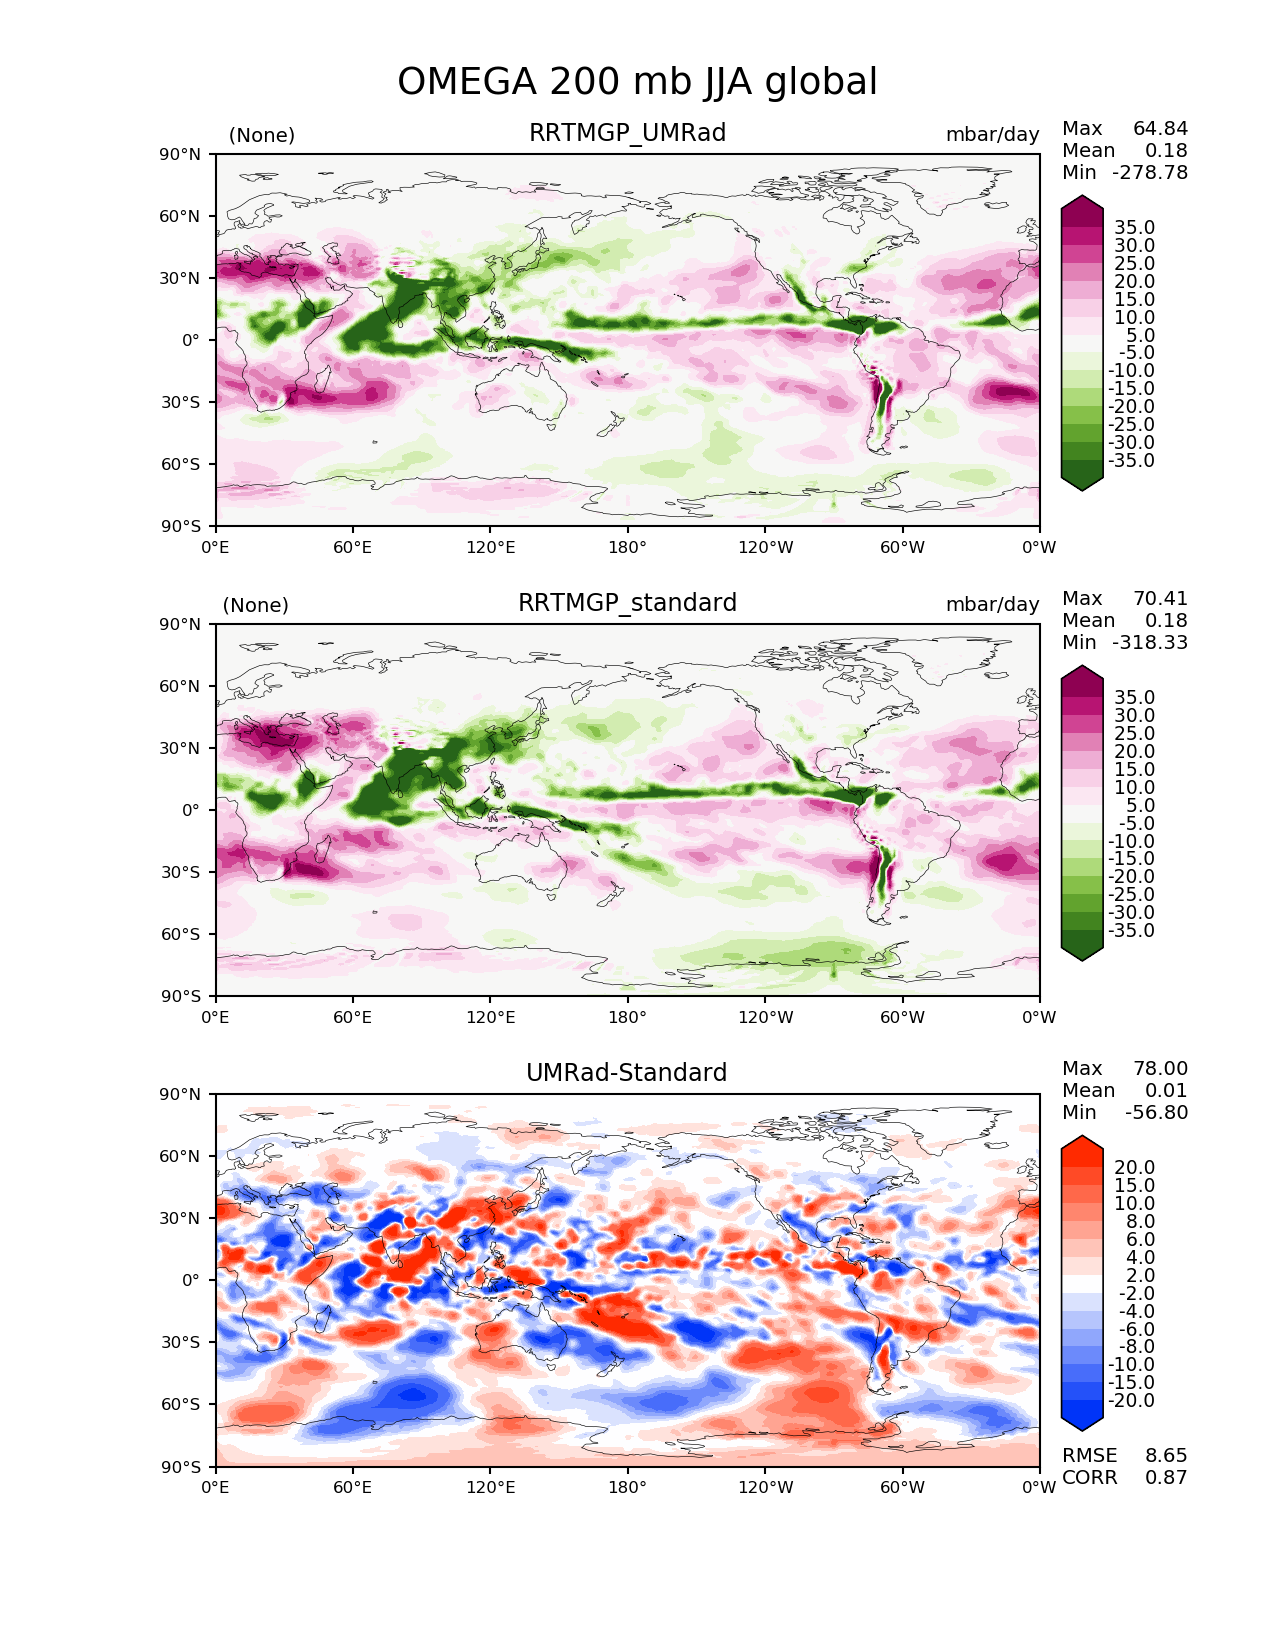 OMEGA 200 mb JJA global
(None) RRTMGP_UMRad mbar/day
Max 64.84
Mean 0.18
Min -278.78
90°N
60°N
30°N
0°
30°S
60°S
90°S
0°E 60°E 120°E 180° 120°W 60°W 0°W
35.0
30.0
25.0
20.0
15.0
10.0
5.0
-5.0
-10.0
-15.0
-20.0
-25.0
-30.0
-35.0
(None) RRTMGP_standard mbar/day
Max 70.41
Mean 0.18
Min -318.33
90°N
60°N
30°N
0°
30°S
60°S
90°S
0°E 60°E 120°E 180° 120°W 60°W 0°W
35.0
30.0
25.0
20.0
15.0
10.0
5.0
-5.0
-10.0
-15.0
-20.0
-25.0
-30.0
-35.0
UMRad-Standard
Max 78.00
Mean 0.01
Min -56.80
90°N
60°N
30°N
0°
30°S
60°S
90°S
0°E 60°E 120°E 180° 120°W 60°W 0°W
20.0
15.0
10.0
8.0
6.0
4.0
2.0
-2.0
-4.0
-6.0
-8.0
-10.0
-15.0
-20.0
RMSE 8.65
CORR 0.87